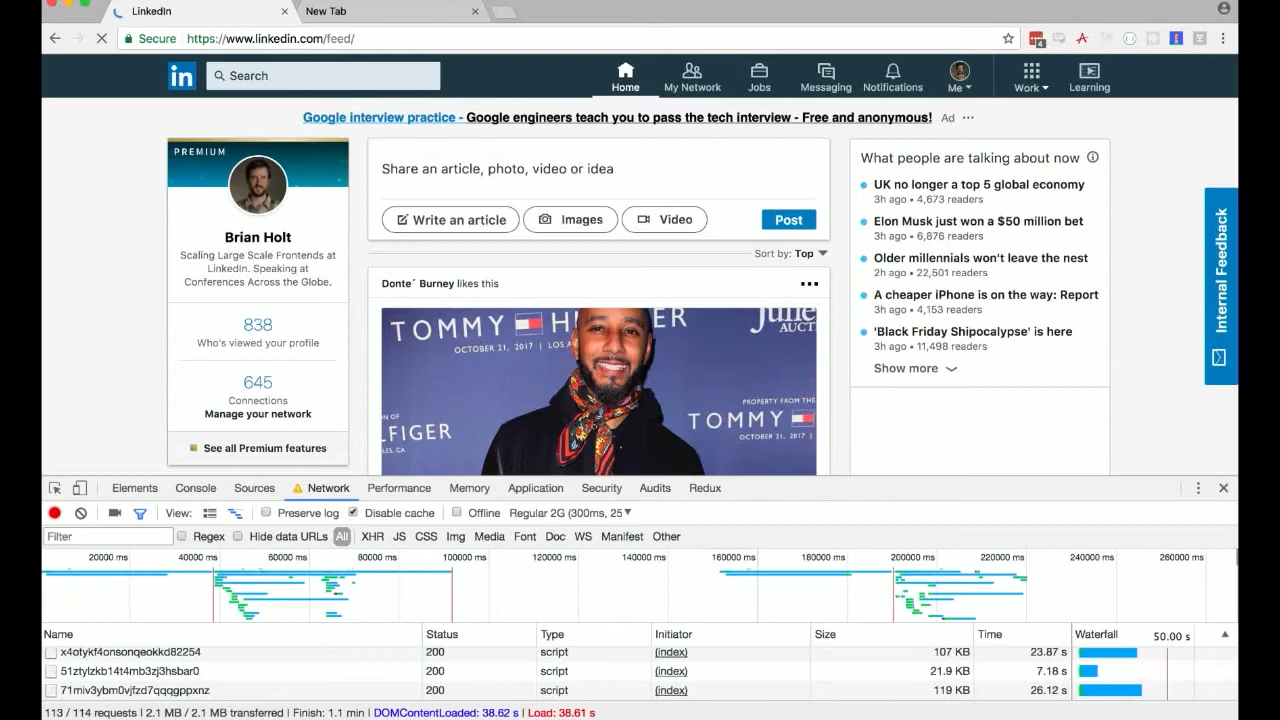 LinkedIn
New Tab
Secure https://www.linkedin.com/feed/
4
in Search Home My Network Jobs Messaging Notifications Me Work Learning
Google interview practice - Google engineers teach you to pass the tech interview - Free and anonymous! Ad
PREMIUM
Brian Holt
Scaling Large Scale Frontends at
LinkedIn. Speaking at
Conferences Across the Globe.
838
Who's viewed your profile
645
Connections
Manage your network
See all Premium features
Share an article, photo, video or idea
Write an article Images Video Post
Sort by: Top
Donte´ Burney likes this
TOMMY H ER
OCTOBER 21, 2017 | LOS A
AUCT
LFIGER
PROPERTY FROM THE
TOMMY
OCTOBER 21, 2017 |
What people are talking about now
UK no longer a top 5 global economy
3h ago • 4,673 readers
Elon Musk just won a $50 million bet
3h ago • 6,876 readers
Older millennials won't leave the nest
2h ago • 22,501 readers
A cheaper iPhone is on the way: Report
3h ago • 4,153 readers
'Black Friday Shipocalypse' is here
3h ago • 11,498 readers
Show more
Internal Feedback
Elements Console Sources Network Performance Memory Application Security Audits Redux
View: Preserve log Disable cache Offline Regular 2G (300ms, 25
Filter Regex Hide data URLs All XHR JS CSS Img Media Font Doc WS Manifest Other
20000 ms 40000 ms 60000 ms 80000 ms 100000 ms 120000 ms 140000 ms 160000 ms 180000 ms 200000 ms 220000 ms 240000 ms 260000 ms
Name Status Type Initiator Size Time Waterfall 50.00 s
x4otykf4onsonqeokkd82254 200 script (index) 107 KB 23.87 s
51ztylzkb14t4mb3zj3hsbar0 200 script (index) 21.9 KB 7.18 s
71miv3ybm0vjfzd7qqqgppxnz 200 script (index) 119 KB 26.12 s
113 / 114 requests | 2.1 MB / 2.1 MB transferred | Finish: 1.1 min | DOMContentLoaded: 38.62 s | Load: 38.61 s